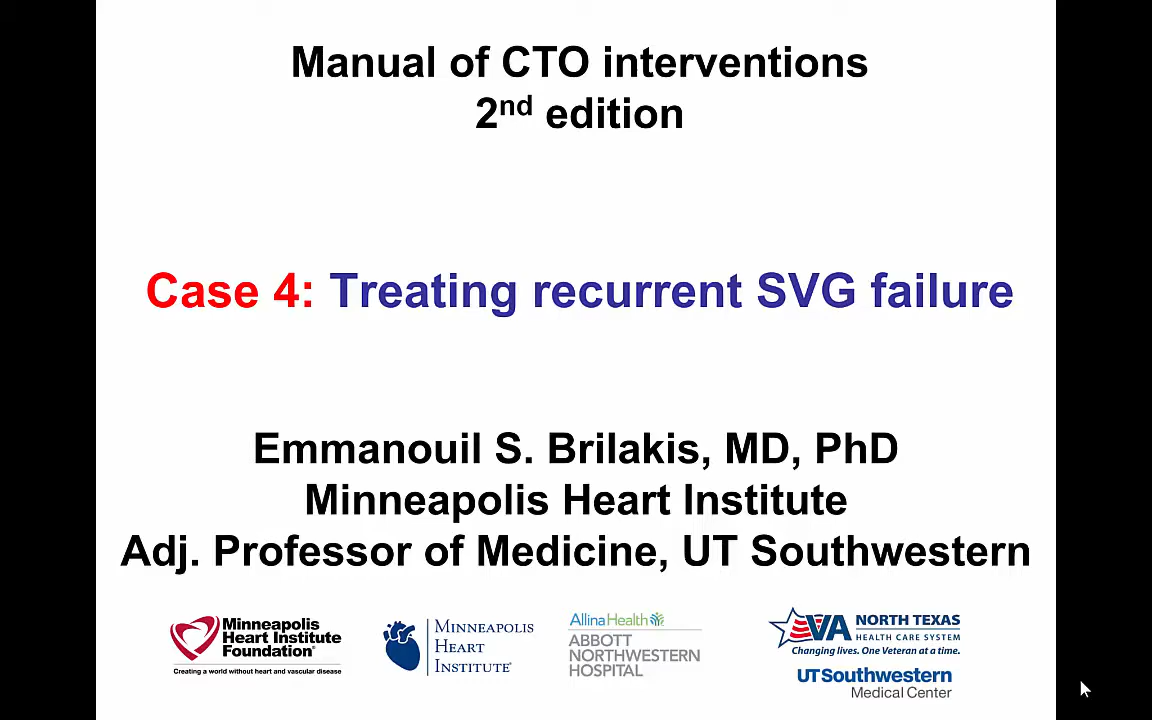 Manual of CTO interventions
2nd edition
Case 4: Treating recurrent SVG failure
Emmanouil S. Brilakis, MD, PhD
Minneapolis Heart Institute
Adj. Professor of Medicine, UT Southwestern
Minneapolis
Heart Institute
Foundation®
Creating a world without heart and vascular disease
MINNEAPOLIS
HEART
INSTITUTE®
AllinaHealth
ABBOTT
NORTHWESTERN
HOSPITAL
VA NORTH TEXAS
HEALTH CARE SYSTEM
Changing lives. One Veteran at a time.
UTSouthwestern
Medical Center